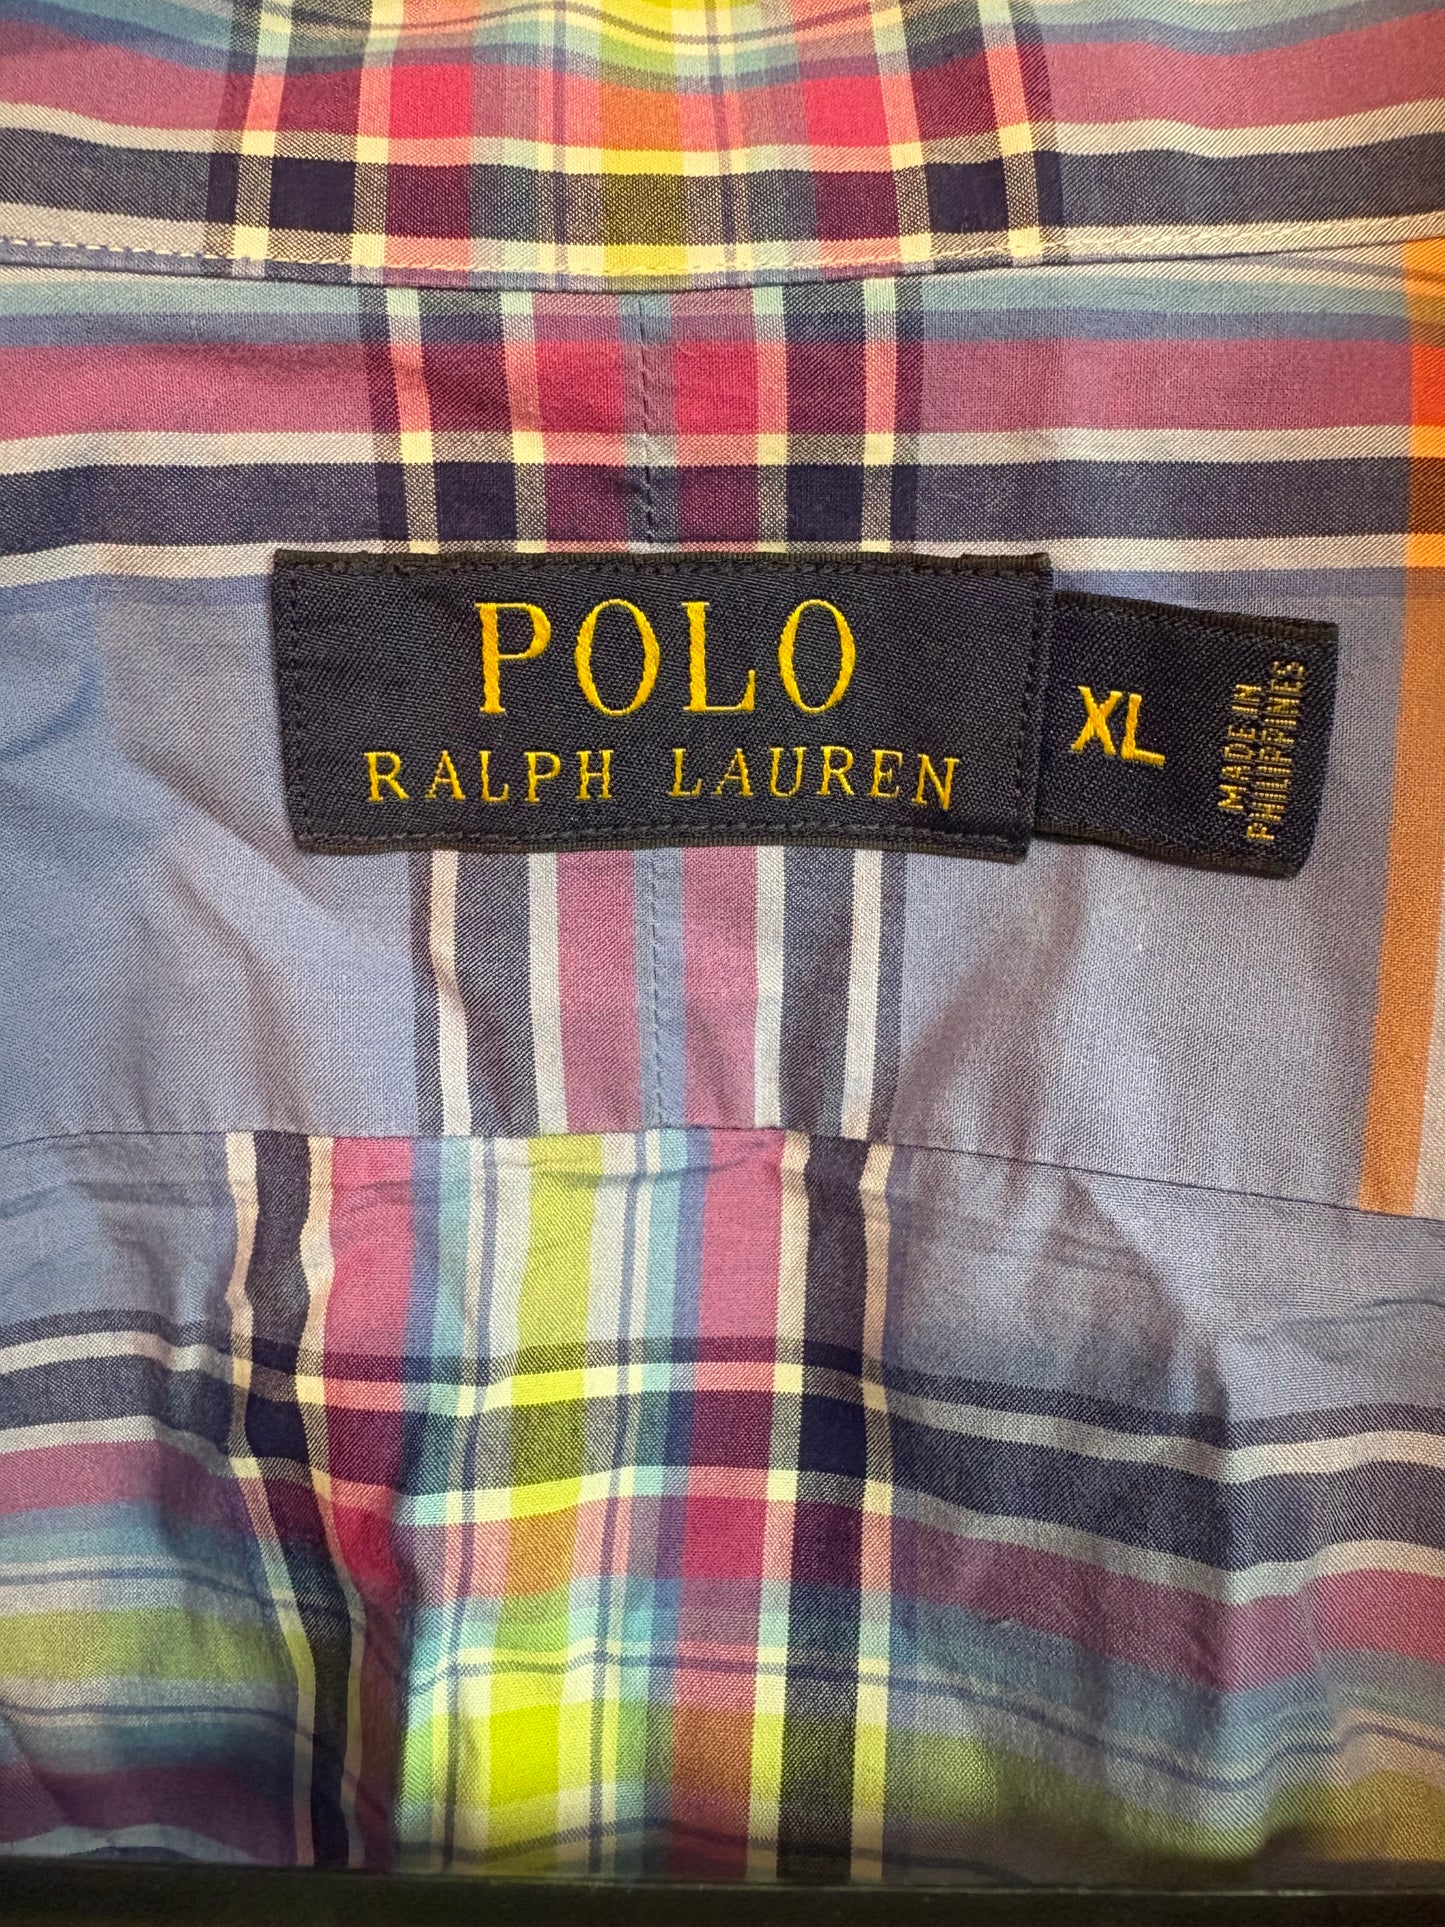 POLO
RALPH LAUREN
XL
MADE IN
PHILIPPINES